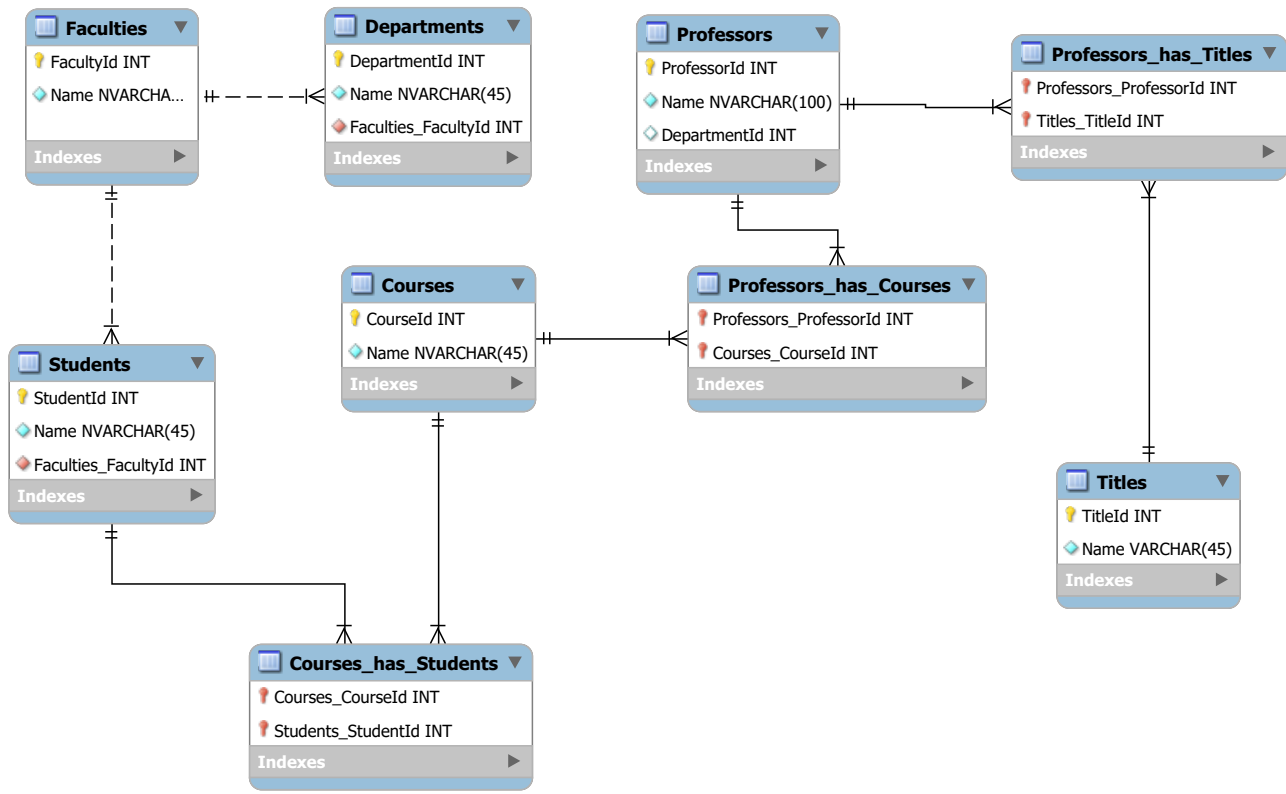 Faculties
FacultyId INT
Name NVARCHA...
Indexes
Departments
DepartmentId INT
Name NVARCHAR(45)
Faculties_FacultyId INT
Indexes
Professors
ProfessorId INT
Name NVARCHAR(100)
DepartmentId INT
Indexes
Professors_has_Titles
Professors_ProfessorId INT
Titles_TitleId INT
Indexes
Courses
CourseId INT
Name NVARCHAR(45)
Indexes
Professors_has_Courses
Professors_ProfessorId INT
Courses_CourseId INT
Indexes
Students
StudentId INT
Name NVARCHAR(45)
Faculties_FacultyId INT
Indexes
Titles
TitleId INT
Name VARCHAR(45)
Indexes
Courses_has_Students
Courses_CourseId INT
Students_StudentId INT
Indexes